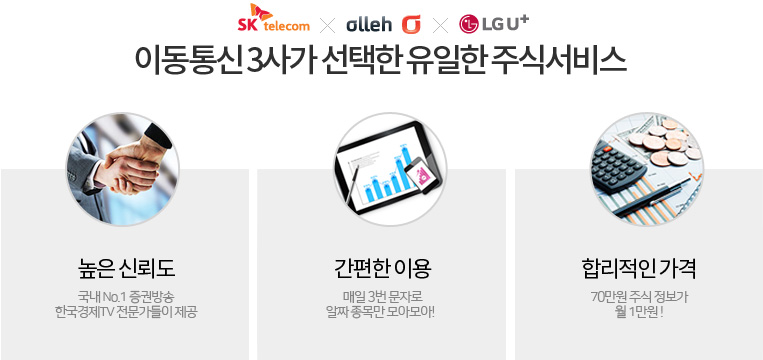 SK telecom × olleh × LG U+
이동통신 3사가 선택한 유일한 주식서비스
높은 신뢰도
국내 No.1 증권방송
한국경제TV 전문가들이 제공
간편한 이용
매일 3번 문자로
알짜 종목만 모아모아!
합리적인 가격
70만원 주식 정보가
월 1만원!